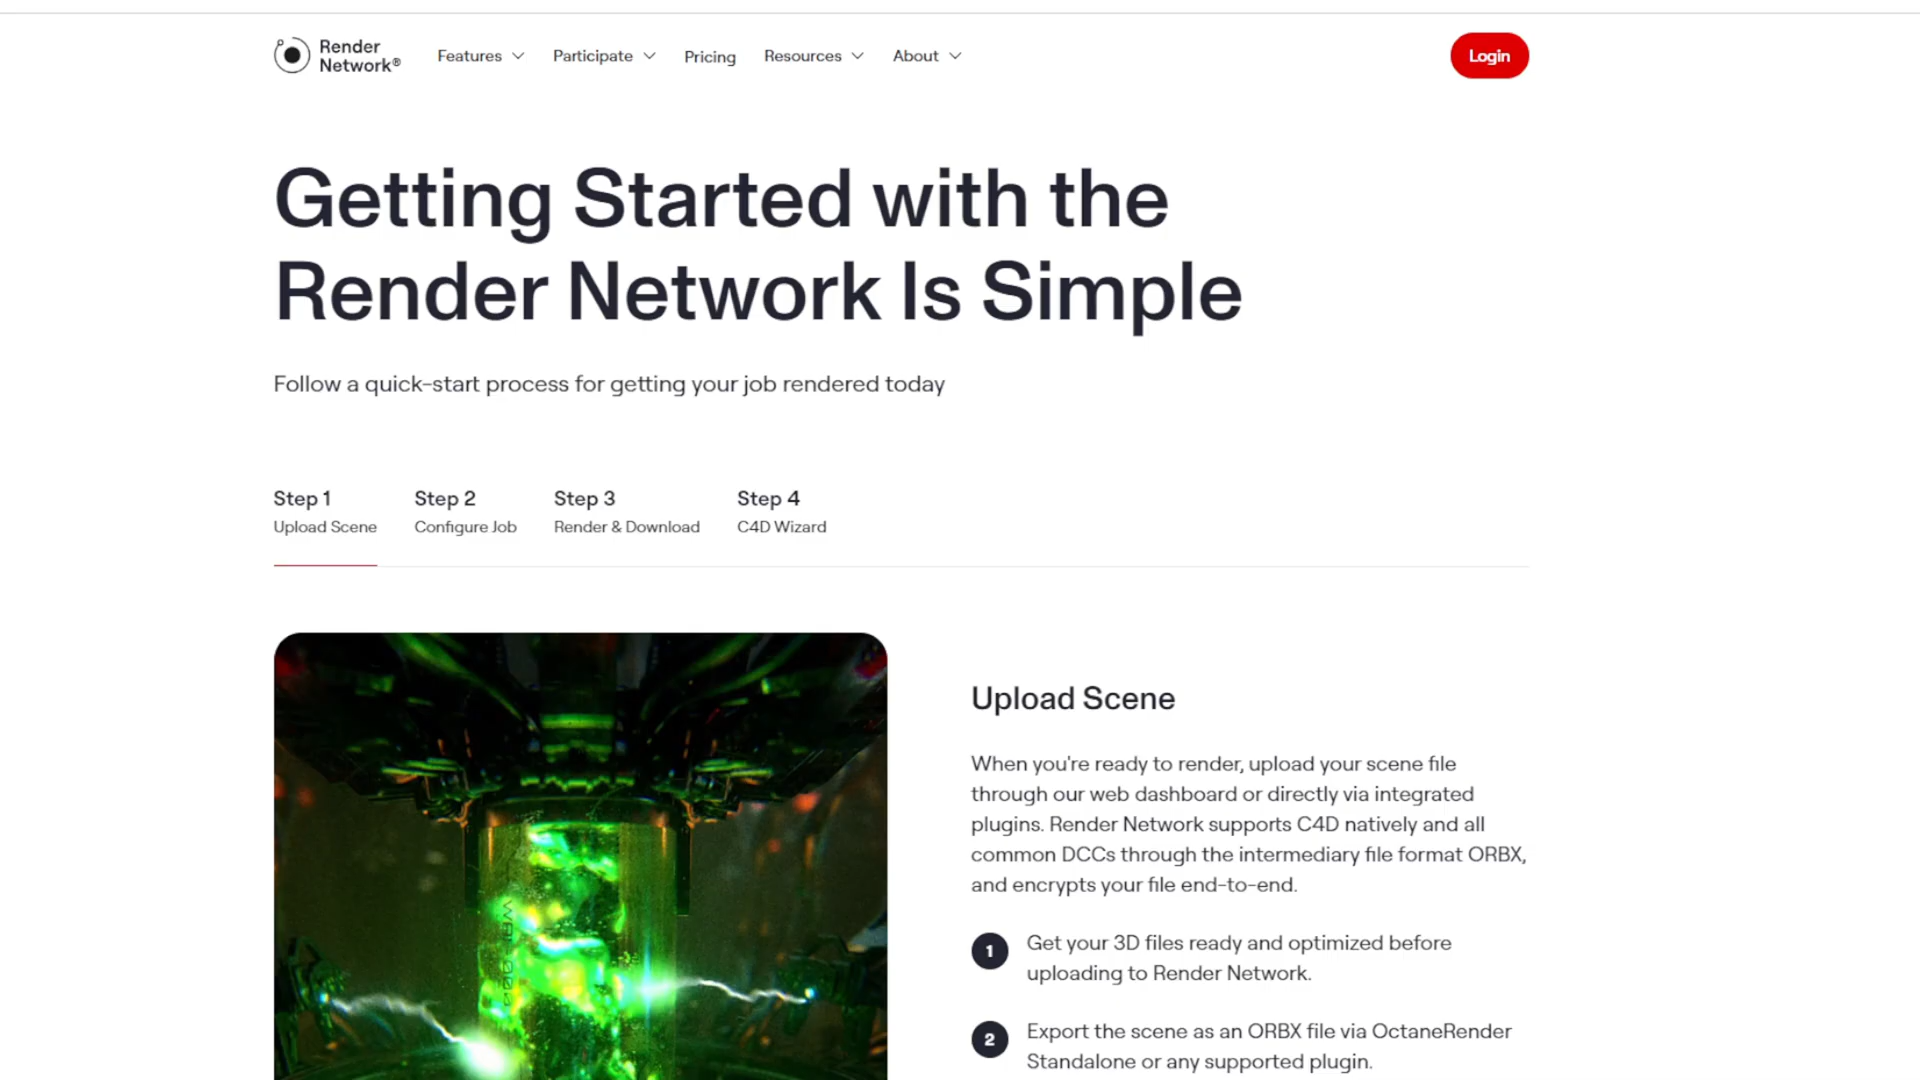 Render
Network®
Features
Participate
Pricing
Resources
About
Login
Getting Started with the
Render Network Is Simple
Follow a quick-start process for getting your job rendered today
Step 1
Upload Scene
Step 2
Configure Job
Step 3
Render & Download
Step 4
C4D Wizard
Upload Scene
When you're ready to render, upload your scene file
through our web dashboard or directly via integrated
plugins. Render Network supports C4D natively and all
common DCCs through the intermediary file format ORBX,
and encrypts your file end-to-end.
1
Get your 3D files ready and optimized before
uploading to Render Network.
2
Export the scene as an ORBX file via OctaneRender
Standalone or any supported plugin.